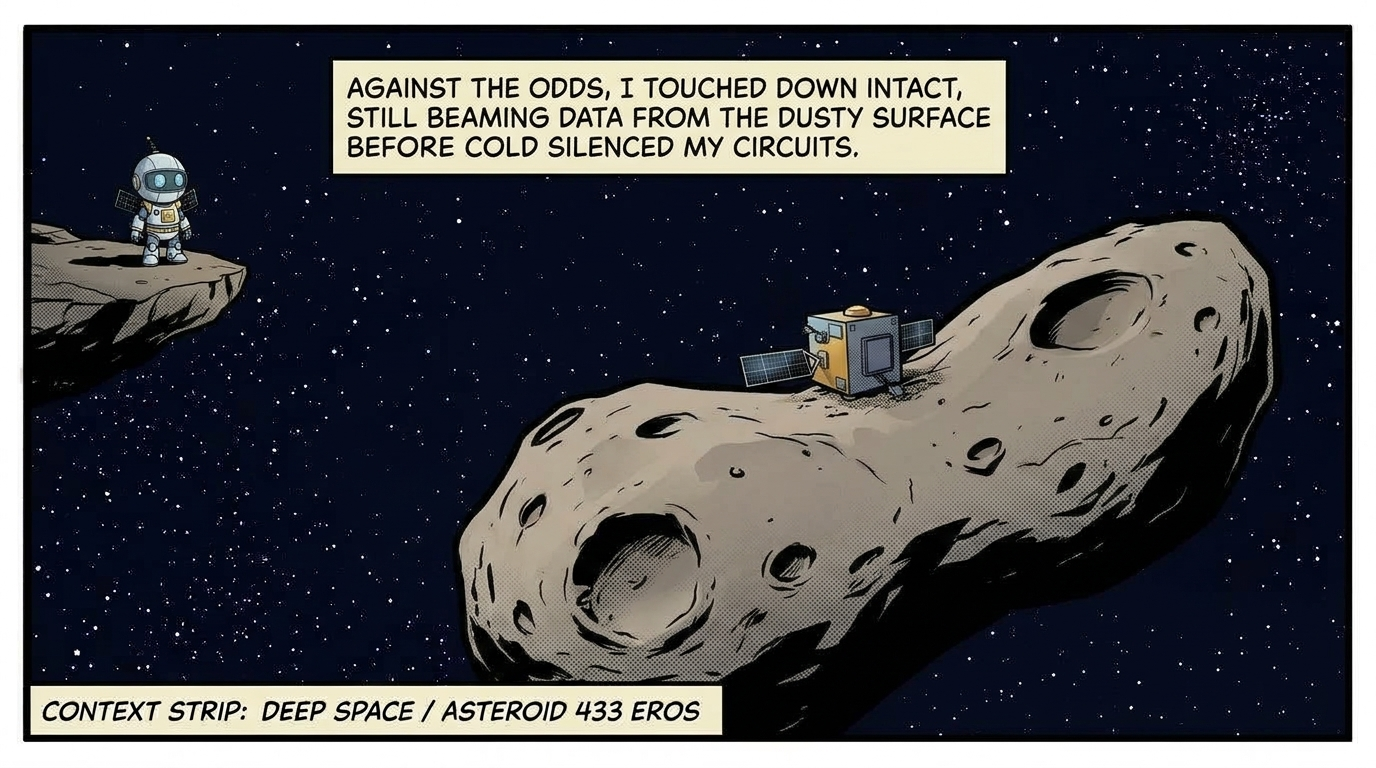 AGAINST THE ODDS, I TOUCHED DOWN INTACT,
STILL BEAMING DATA FROM THE DUSTY SURFACE
BEFORE COLD SILENCED MY CIRCUITS.
CONTEXT STRIP: DEEP SPACE / ASTEROID 433 EROS